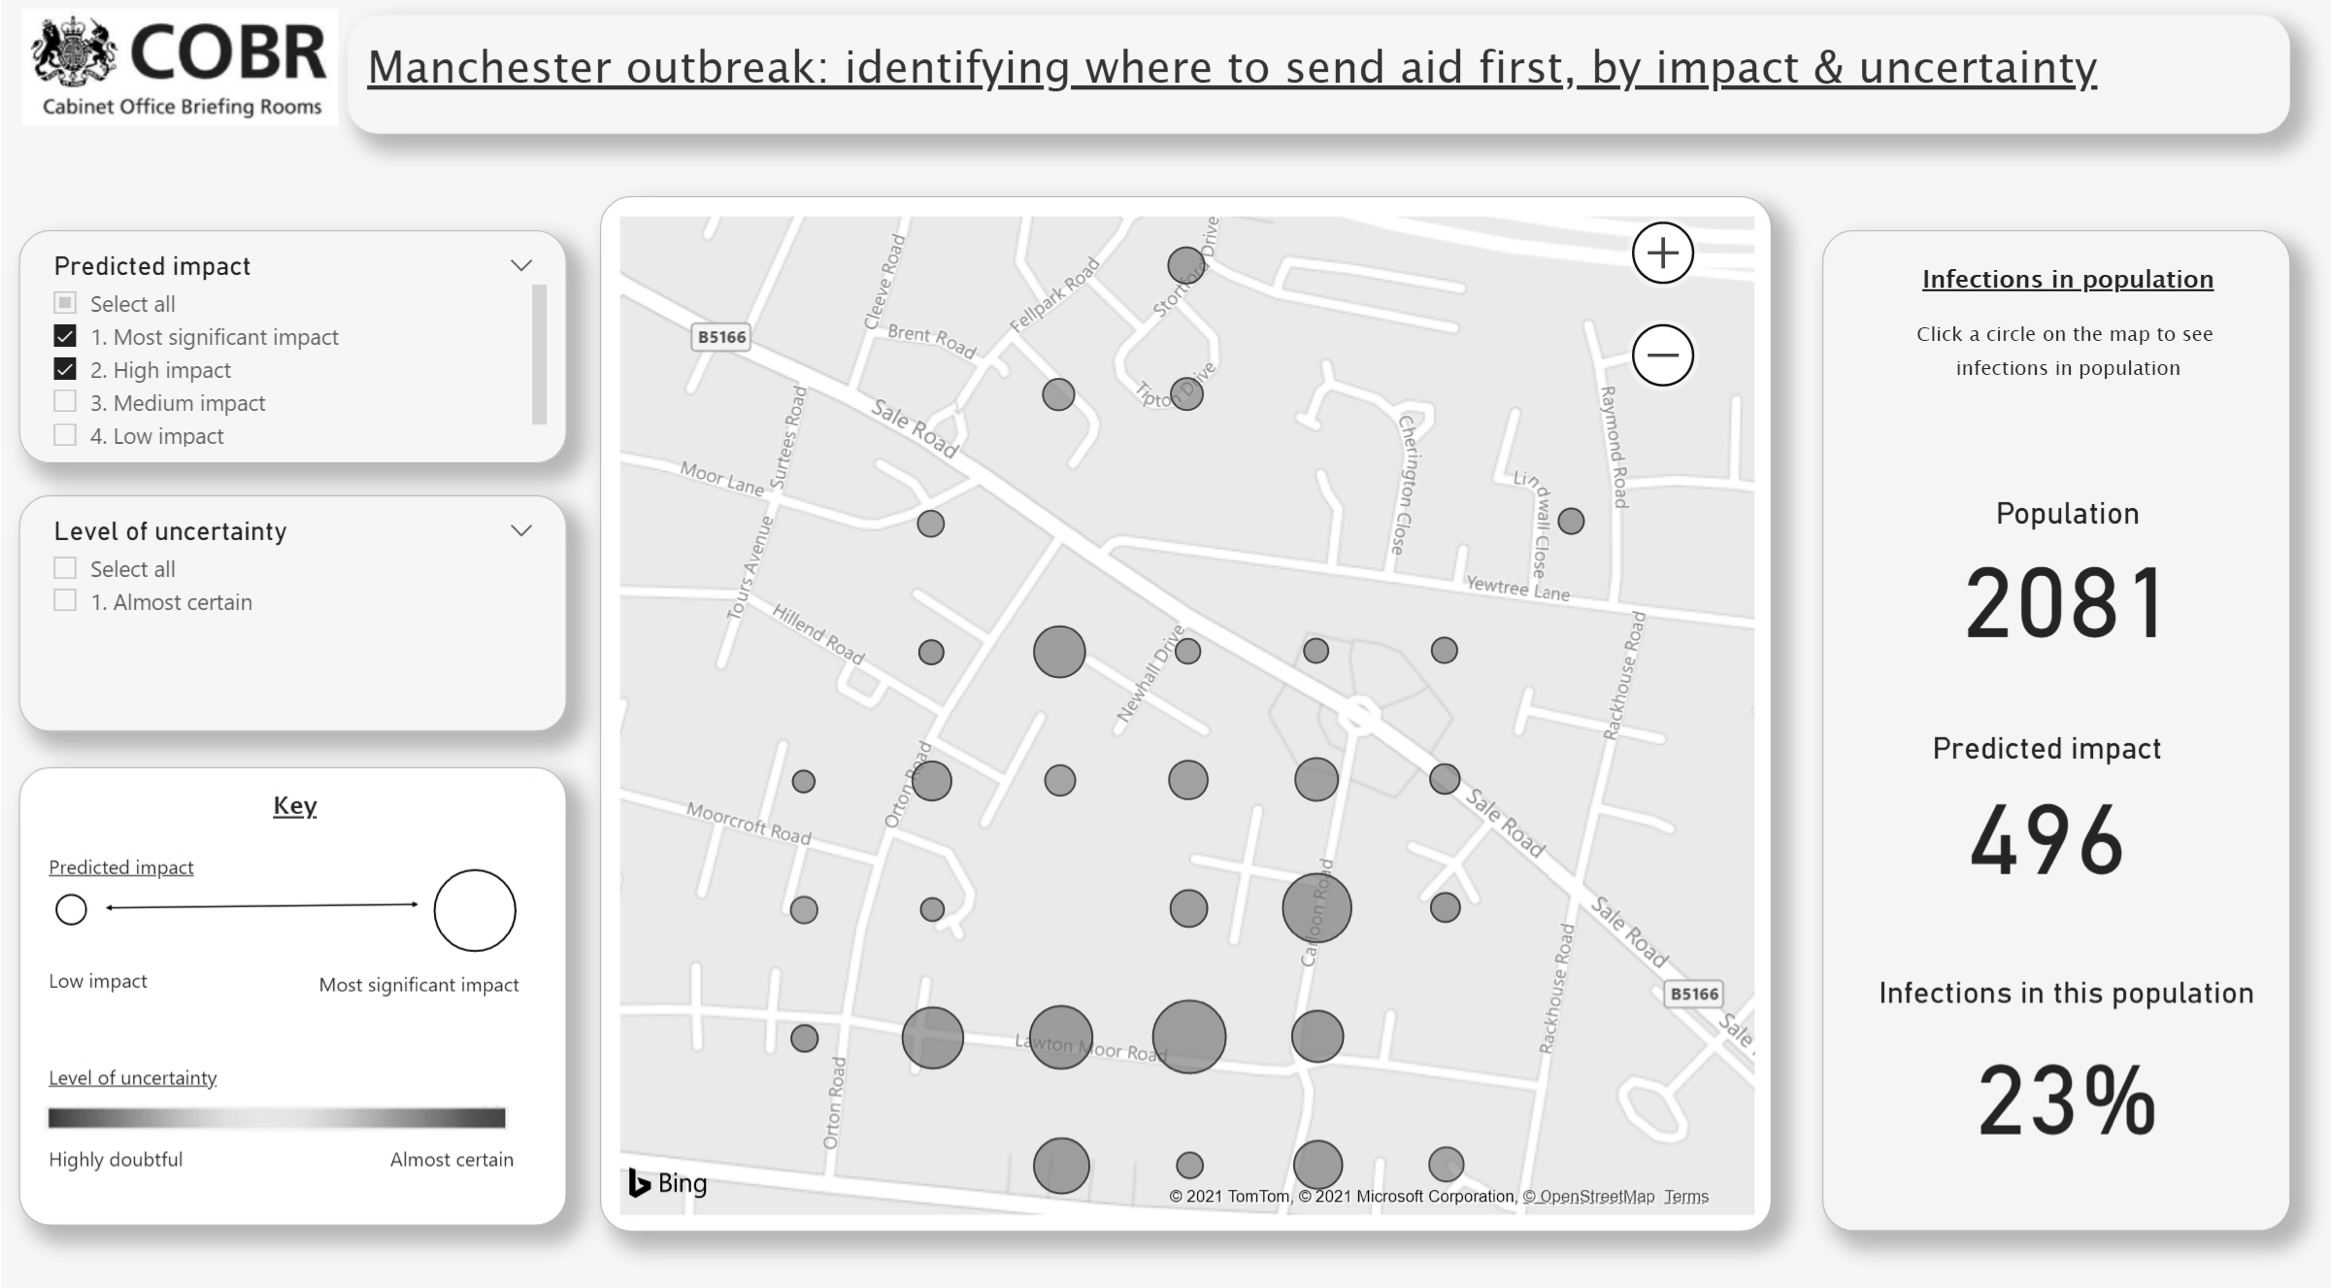 COBR
Cabinet Office Briefing Rooms
Manchester outbreak: identifying where to send aid first, by impact & uncertainty
Predicted impact
Select all
1. Most significant impact
2. High impact
3. Medium impact
4. Low impact
Level of uncertainty
Select all
1. Almost certain
Key
Predicted impact
Low impact
Most significant impact
Level of uncertainty
Highly doubtful
Almost certain
Cleeve Road
Fellpark Road
Drive
B5166
Brent Road
Tipton Drive
Surtees Road
Sale Road
Cherington Close
Raymond Road
Moor Lane
Lindwall Close
Tours Avenue
Yewtree Lane
Hillend Road
Newhall Drive
Rackhouse Road
Orton Road
Moorcroft Road
Sale Road
Road
Sale Road
Rackhouse Road
B5166
Lawton Moor Road
Sale
Orton Road
Bing
© 2021 TomTom, © 2021 Microsoft Corporation, © OpenStreetMap Terms
Infections in population
Click a circle on the map to see
infections in population
Population
2081
Predicted impact
496
Infections in this population
23%